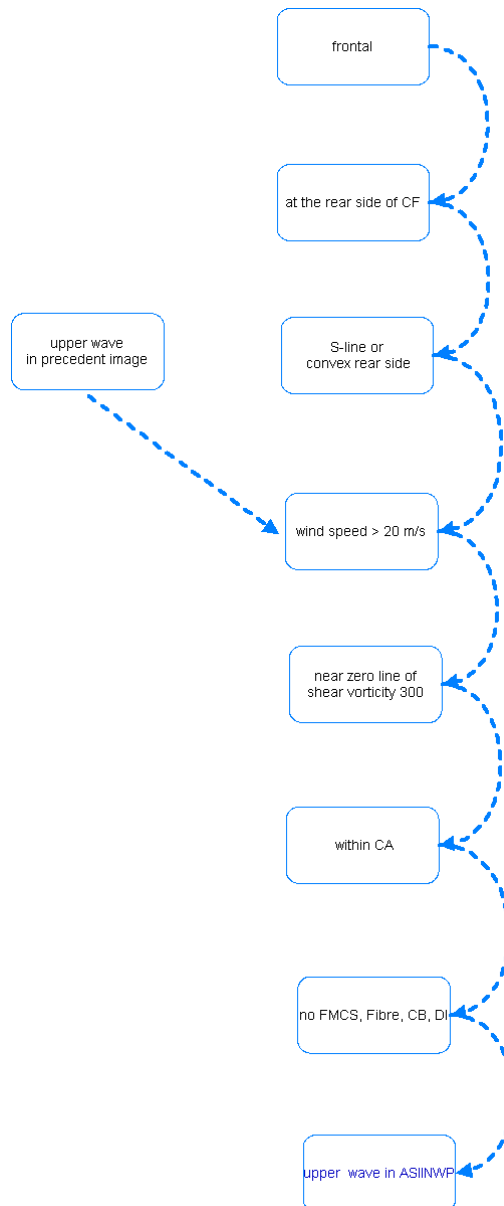 frontal
at the rear side of CF
S-line or
convex rear side
upper wave
in precedent image
wind speed > 20 m/s
near zero line of
shear vorticity 300
within CA
no FMCS, Fibre, CB, DI
upper wave in ASIINWP